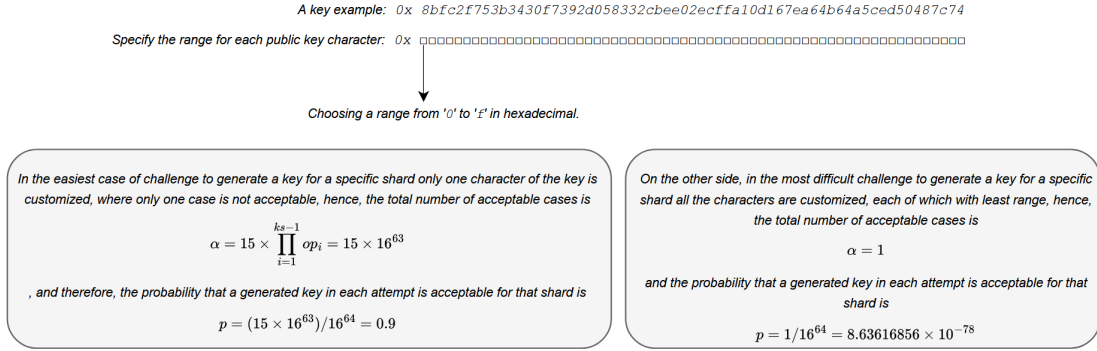 A key example: 0x 8bfc2f753b3430f7392d058332cbee02ecffa10d167ea64b64a5ced50487c74
Specify the range for each public key character: 0x □□□□□□□□□□□□□□□□□□□□□□□□□□□□□□□□□□□□□□□□□□□□□□□□□□□□□□□□□□□□□□□
Choosing a range from '0' to 'f' in hexadecimal.
In the easiest case of challenge to generate a key for a specific shard only one character of the key is
customized, where only one case is not acceptable, hence, the total number of acceptable cases is
α = 15 × ∏_{i=1}^{ks−1} op_i = 15 × 16^{63}
, and therefore, the probability that a generated key in each attempt is acceptable for that shard is
p = (15 × 16^{63})/16^{64} = 0.9
On the other side, in the most difficult challenge to generate a key for a specific
shard all the characters are customized, each of which with least range, hence,
the total number of acceptable cases is
α = 1
and the probability that a generated key in each attempt is acceptable for that
shard is
p = 1/16^{64} = 8.63616856 × 10^{−78}